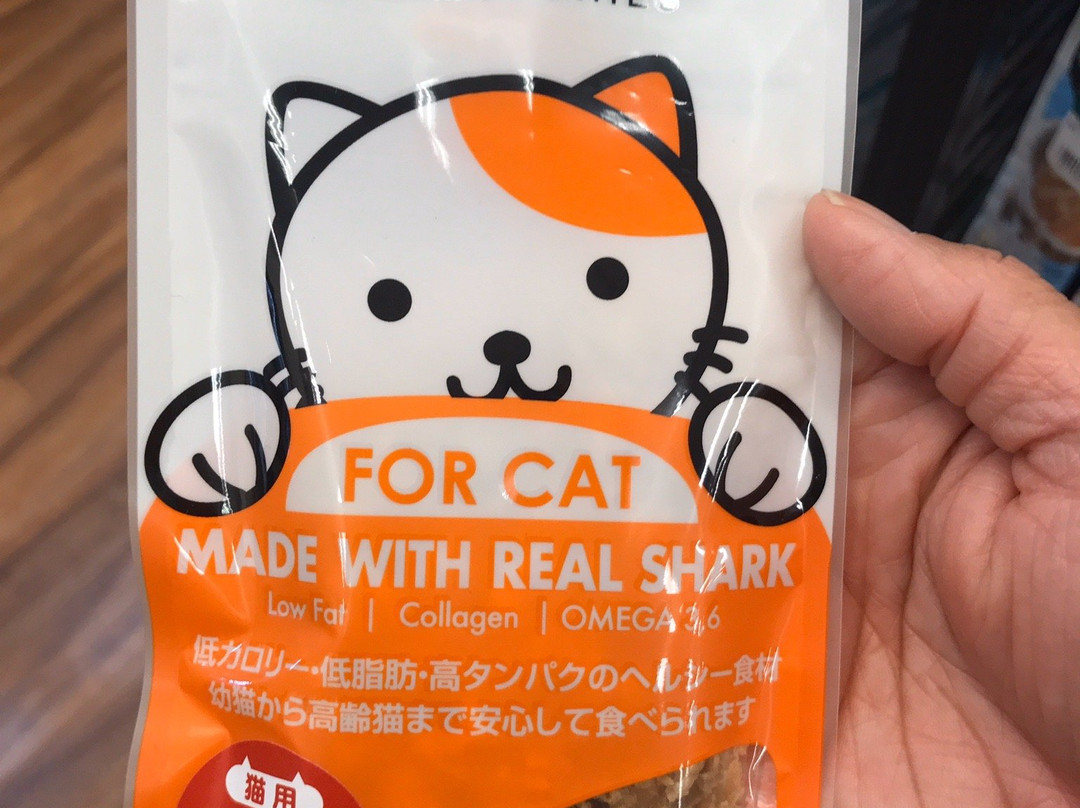 FOR CAT
MADE WITH REAL SHARK
Low Fat | Collagen | OMEGA 3,6
低カロリー・低脂肪・高タンパクのヘルシー食材
幼猫から高齢猫まで安心して食べられます
猫用